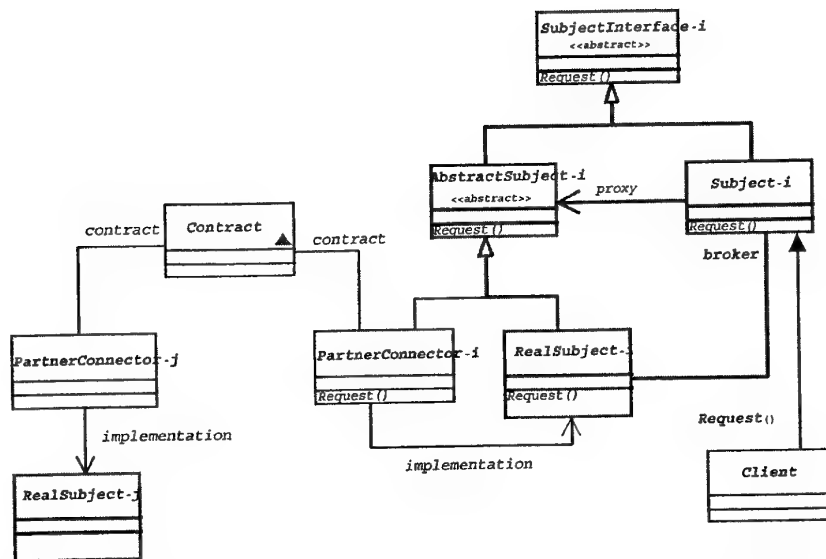 SubjectInterface-i
<<abstract>>
Request()
AbstractSubject-i
<<abstract>>
Request()
proxy
Subject-i
Request()
broker
contract
Contract
contract
PartnerConnector-j
PartnerConnector-i
Request()
RealSubject-i
Request()
implementation
implementation
Request()
RealSubject-j
Client